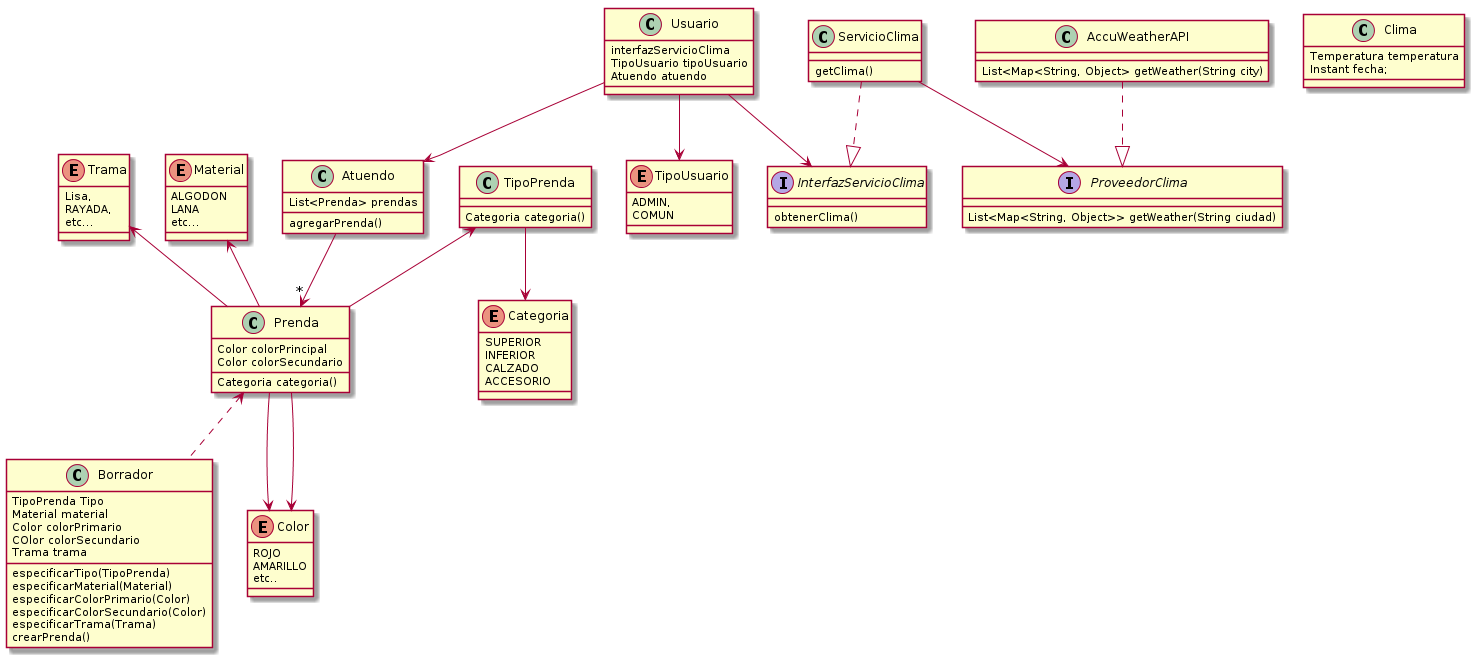 C Usuario
interfazServicioClima
TipoUsuario tipoUsuario
Atuendo atuendo
C ServicioClima
getClima()
C AccuWeatherAPI
List<Map<String, Object> getWeather(String city)
C Clima
Temperatura temperatura
Instant fecha;
E Trama
Lisa,
RAYADA,
etc...
E Material
ALGODON
LANA
etc...
C Atuendo
List<Prenda> prendas
agregarPrenda()
C TipoPrenda
Categoria categoria()
E TipoUsuario
ADMIN,
COMUN
I InterfazServicioClima
obtenerClima()
I ProveedorClima
List<Map<String, Object>> getWeather(String ciudad)
*
C Prenda
Color colorPrincipal
Color colorSecundario
Categoria categoria()
E Categoria
SUPERIOR
INFERIOR
CALZADO
ACCESORIO
C Borrador
TipoPrenda Tipo
Material material
Color colorPrimario
COlor colorSecundario
Trama trama
especificarTipo(TipoPrenda)
especificarMaterial(Material)
especificarColorPrimario(Color)
especificarColorSecundario(Color)
especificarTrama(Trama)
crearPrenda()
E Color
ROJO
AMARILLO
etc..